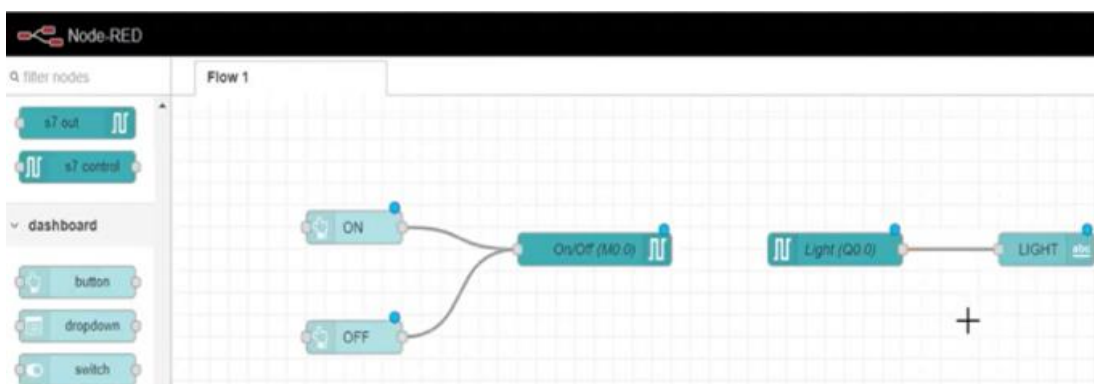 Node-RED
filter nodes
Flow 1
s7 out
s7 control
dashboard
button
dropdown
switch
ON
OFF
On/Off (M0.0)
Light (Q0.0)
LIGHT
abc